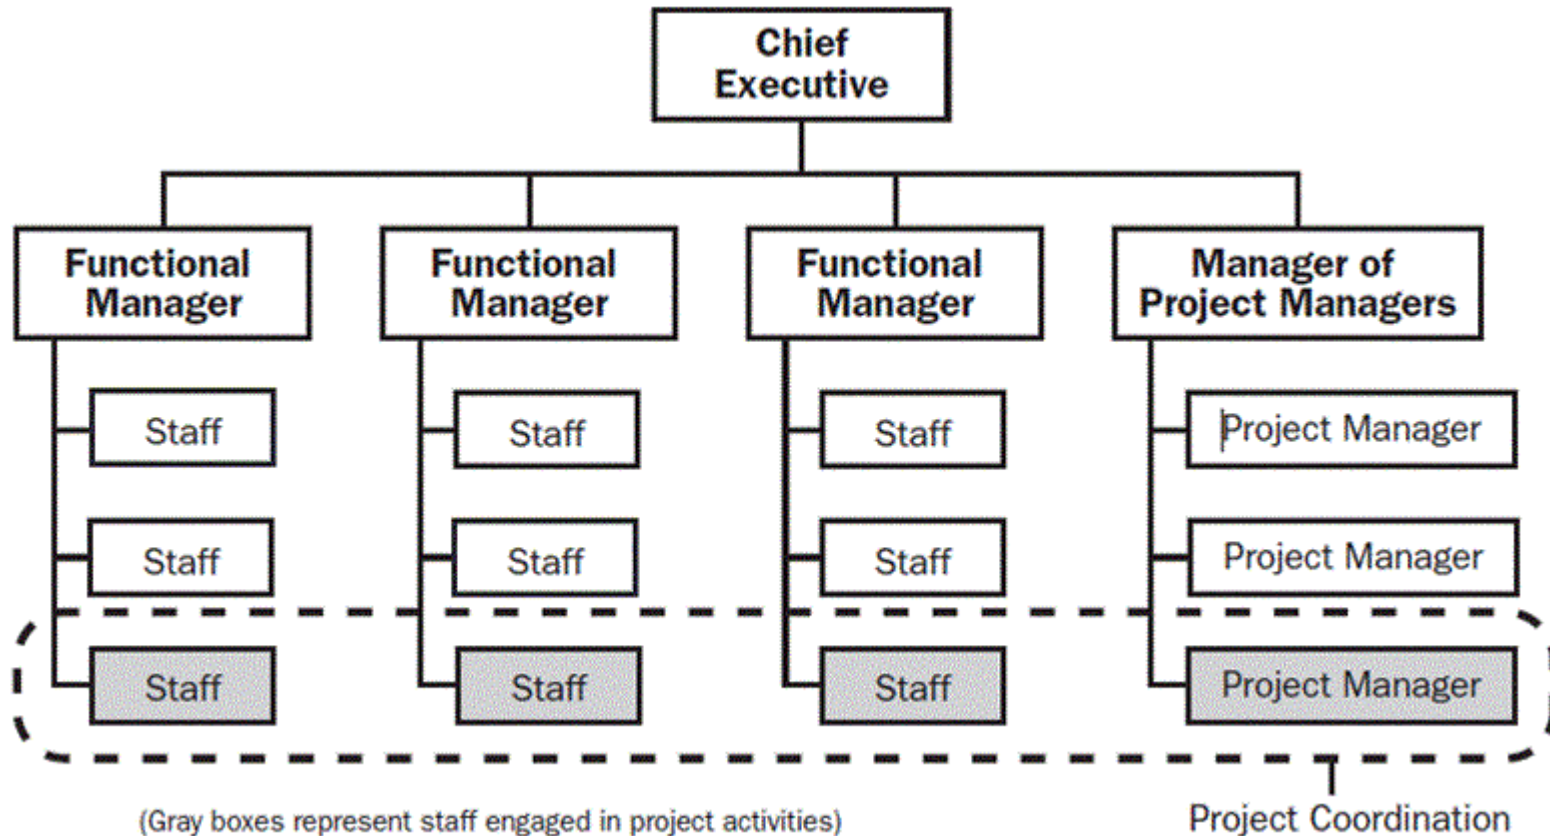 Chief
Executive
Functional
Manager
Functional
Manager
Functional
Manager
Manager of
Project Managers
Staff
Staff
Staff
Project Manager
Staff
Staff
Staff
Project Manager
Staff
Staff
Staff
Project Manager
(Gray boxes represent staff engaged in project activities)
Project Coordination